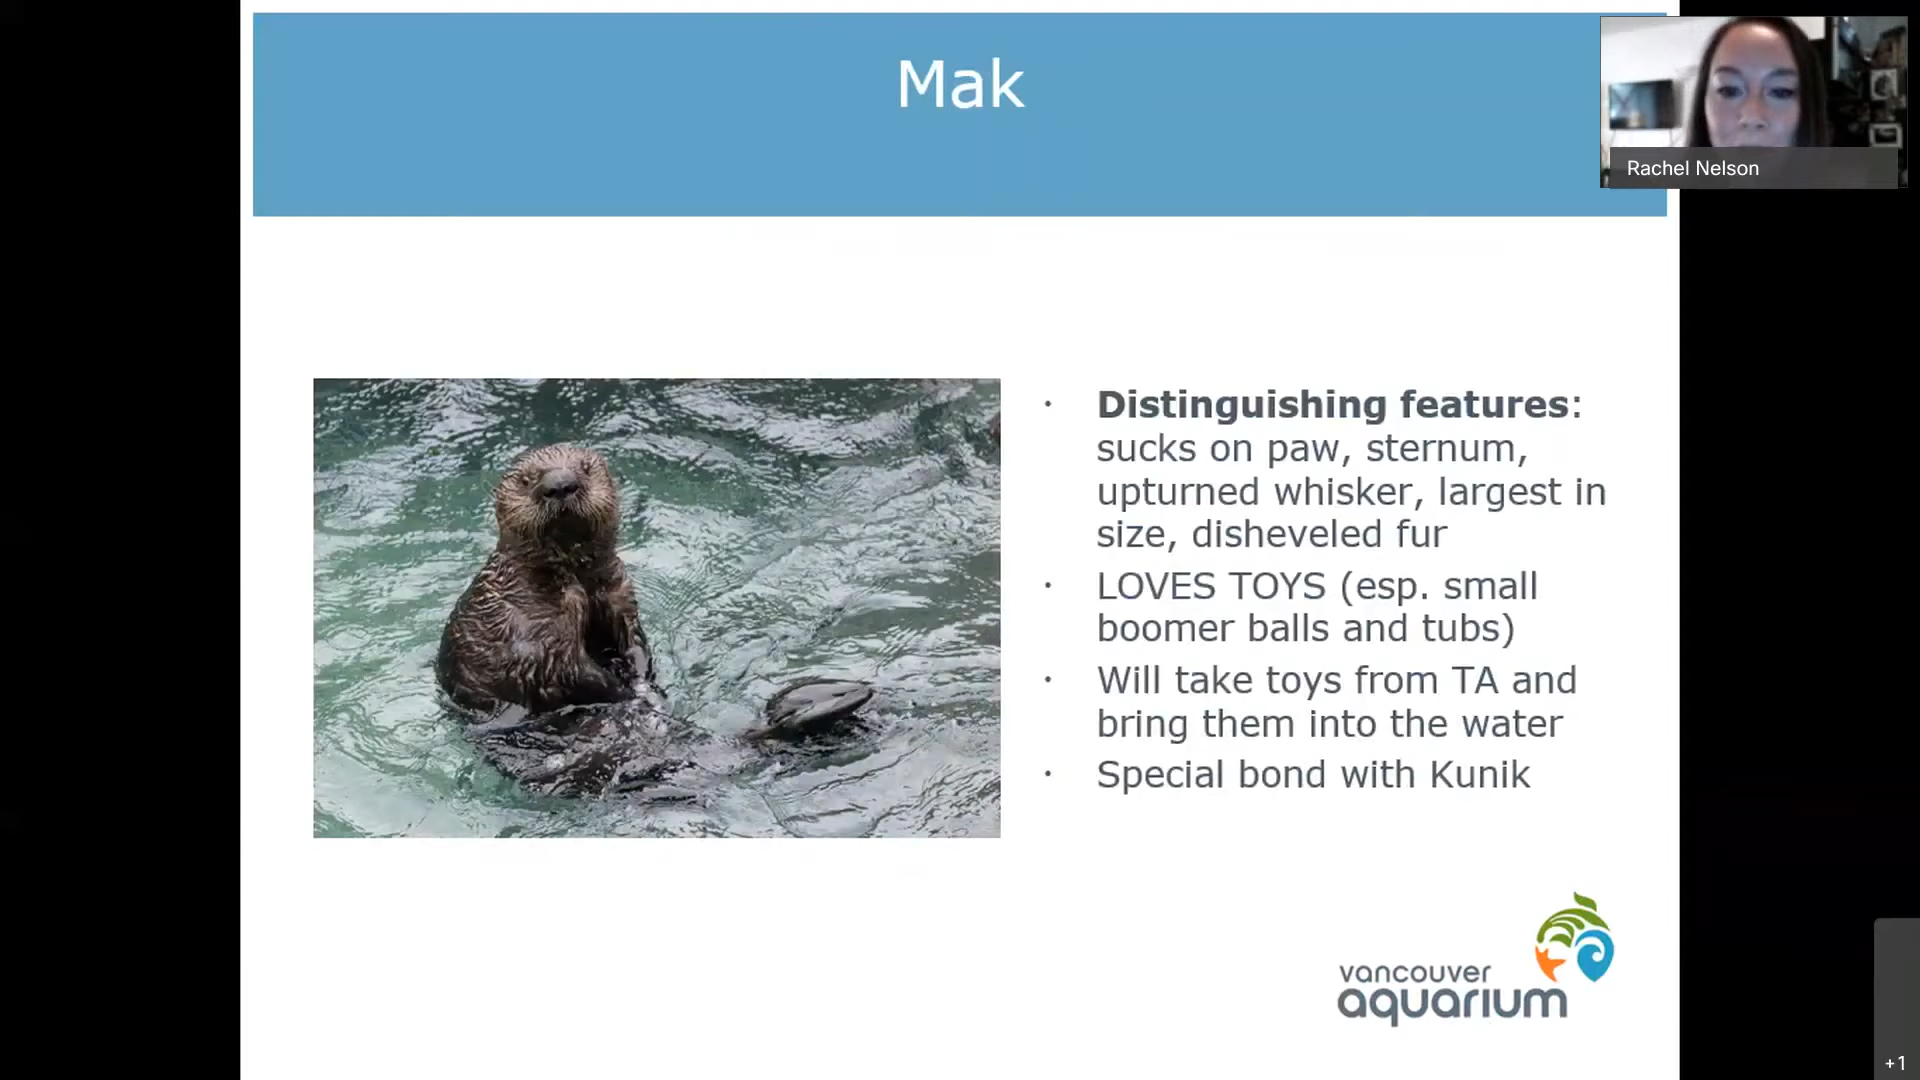 Mak
Rachel Nelson
· Distinguishing features:
sucks on paw, sternum,
upturned whisker, largest in
size, disheveled fur
· LOVES TOYS (esp. small
boomer balls and tubs)
· Will take toys from TA and
bring them into the water
· Special bond with Kunik
vancouver
aquarium
+1